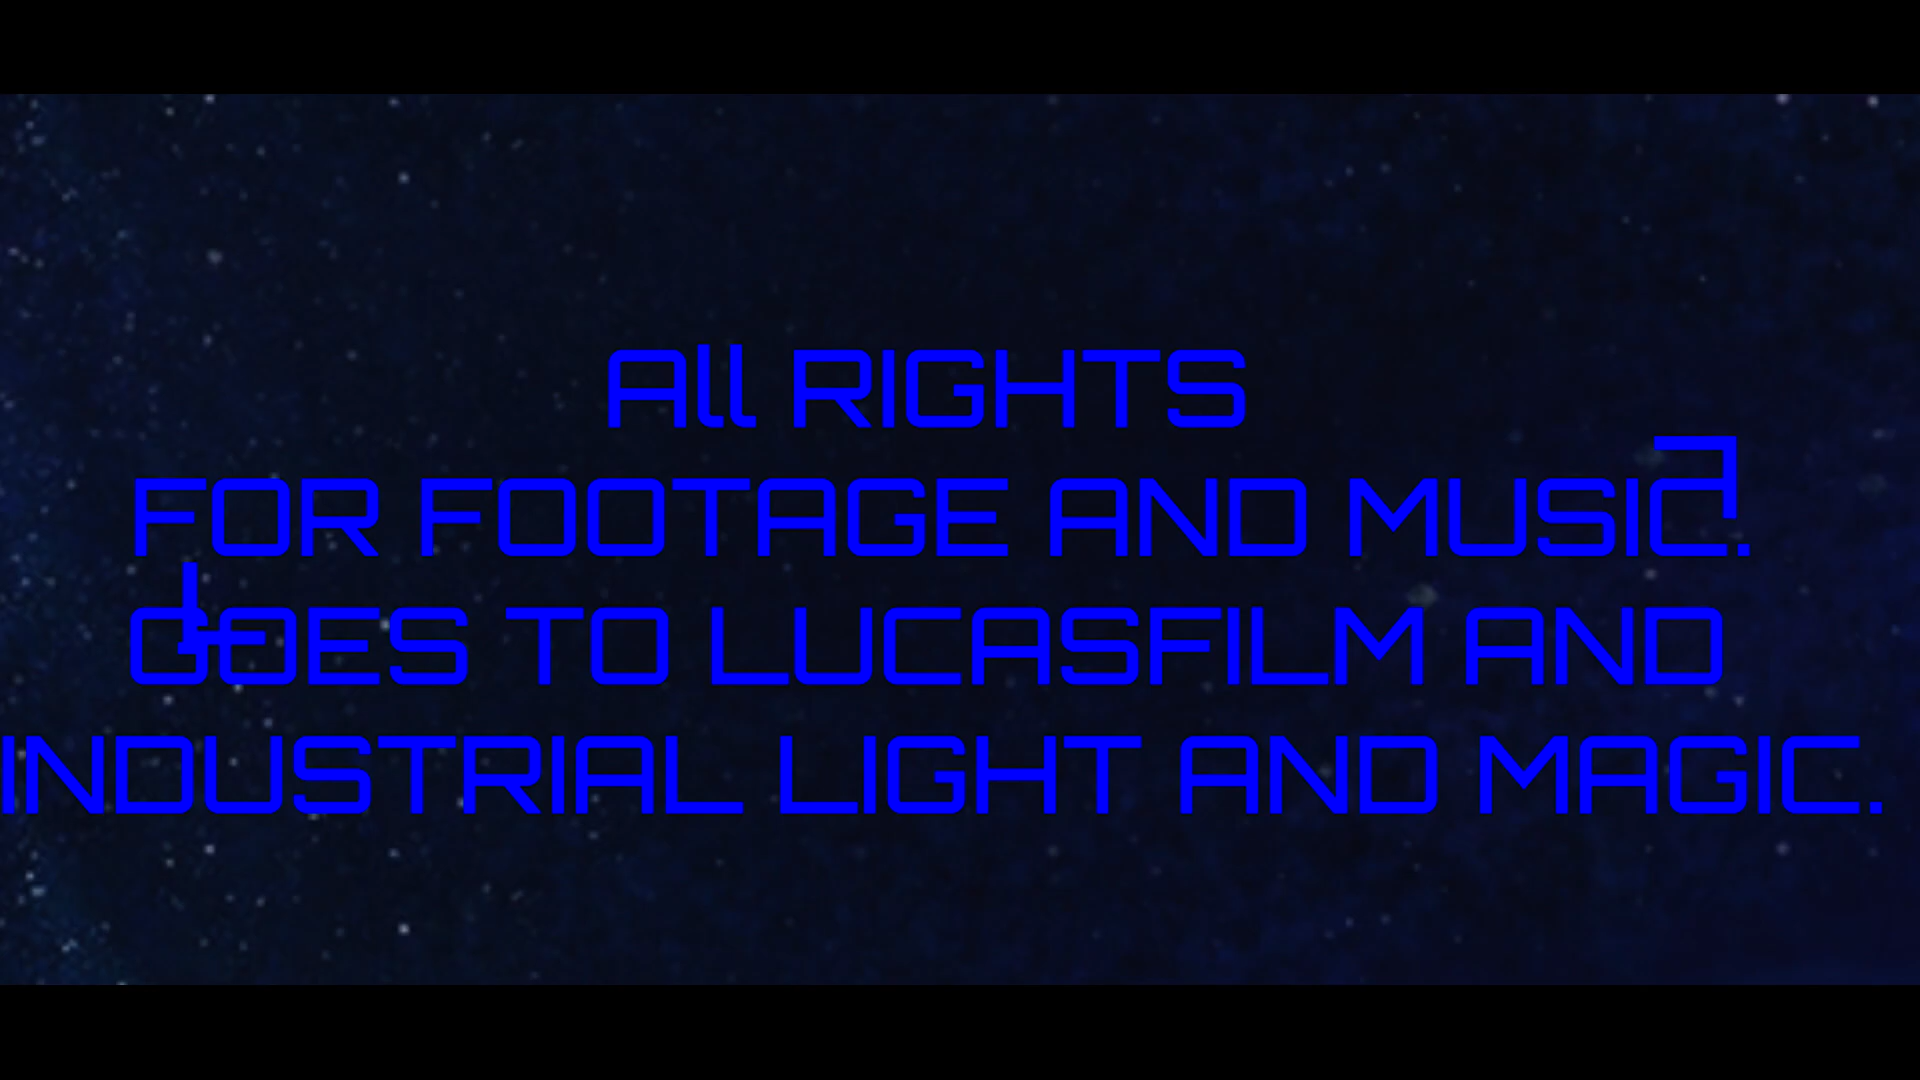 All RIGHTS
FOR FOOTAGE AND MUSIC.
GOES TO LUCASFILM AND
INDUSTRIAL LIGHT AND MAGIC.